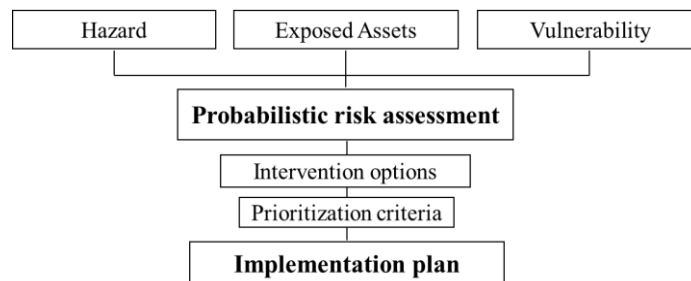 Hazard
Exposed Assets
Vulnerability
Probabilistic risk assessment
Intervention options
Prioritization criteria
Implementation plan